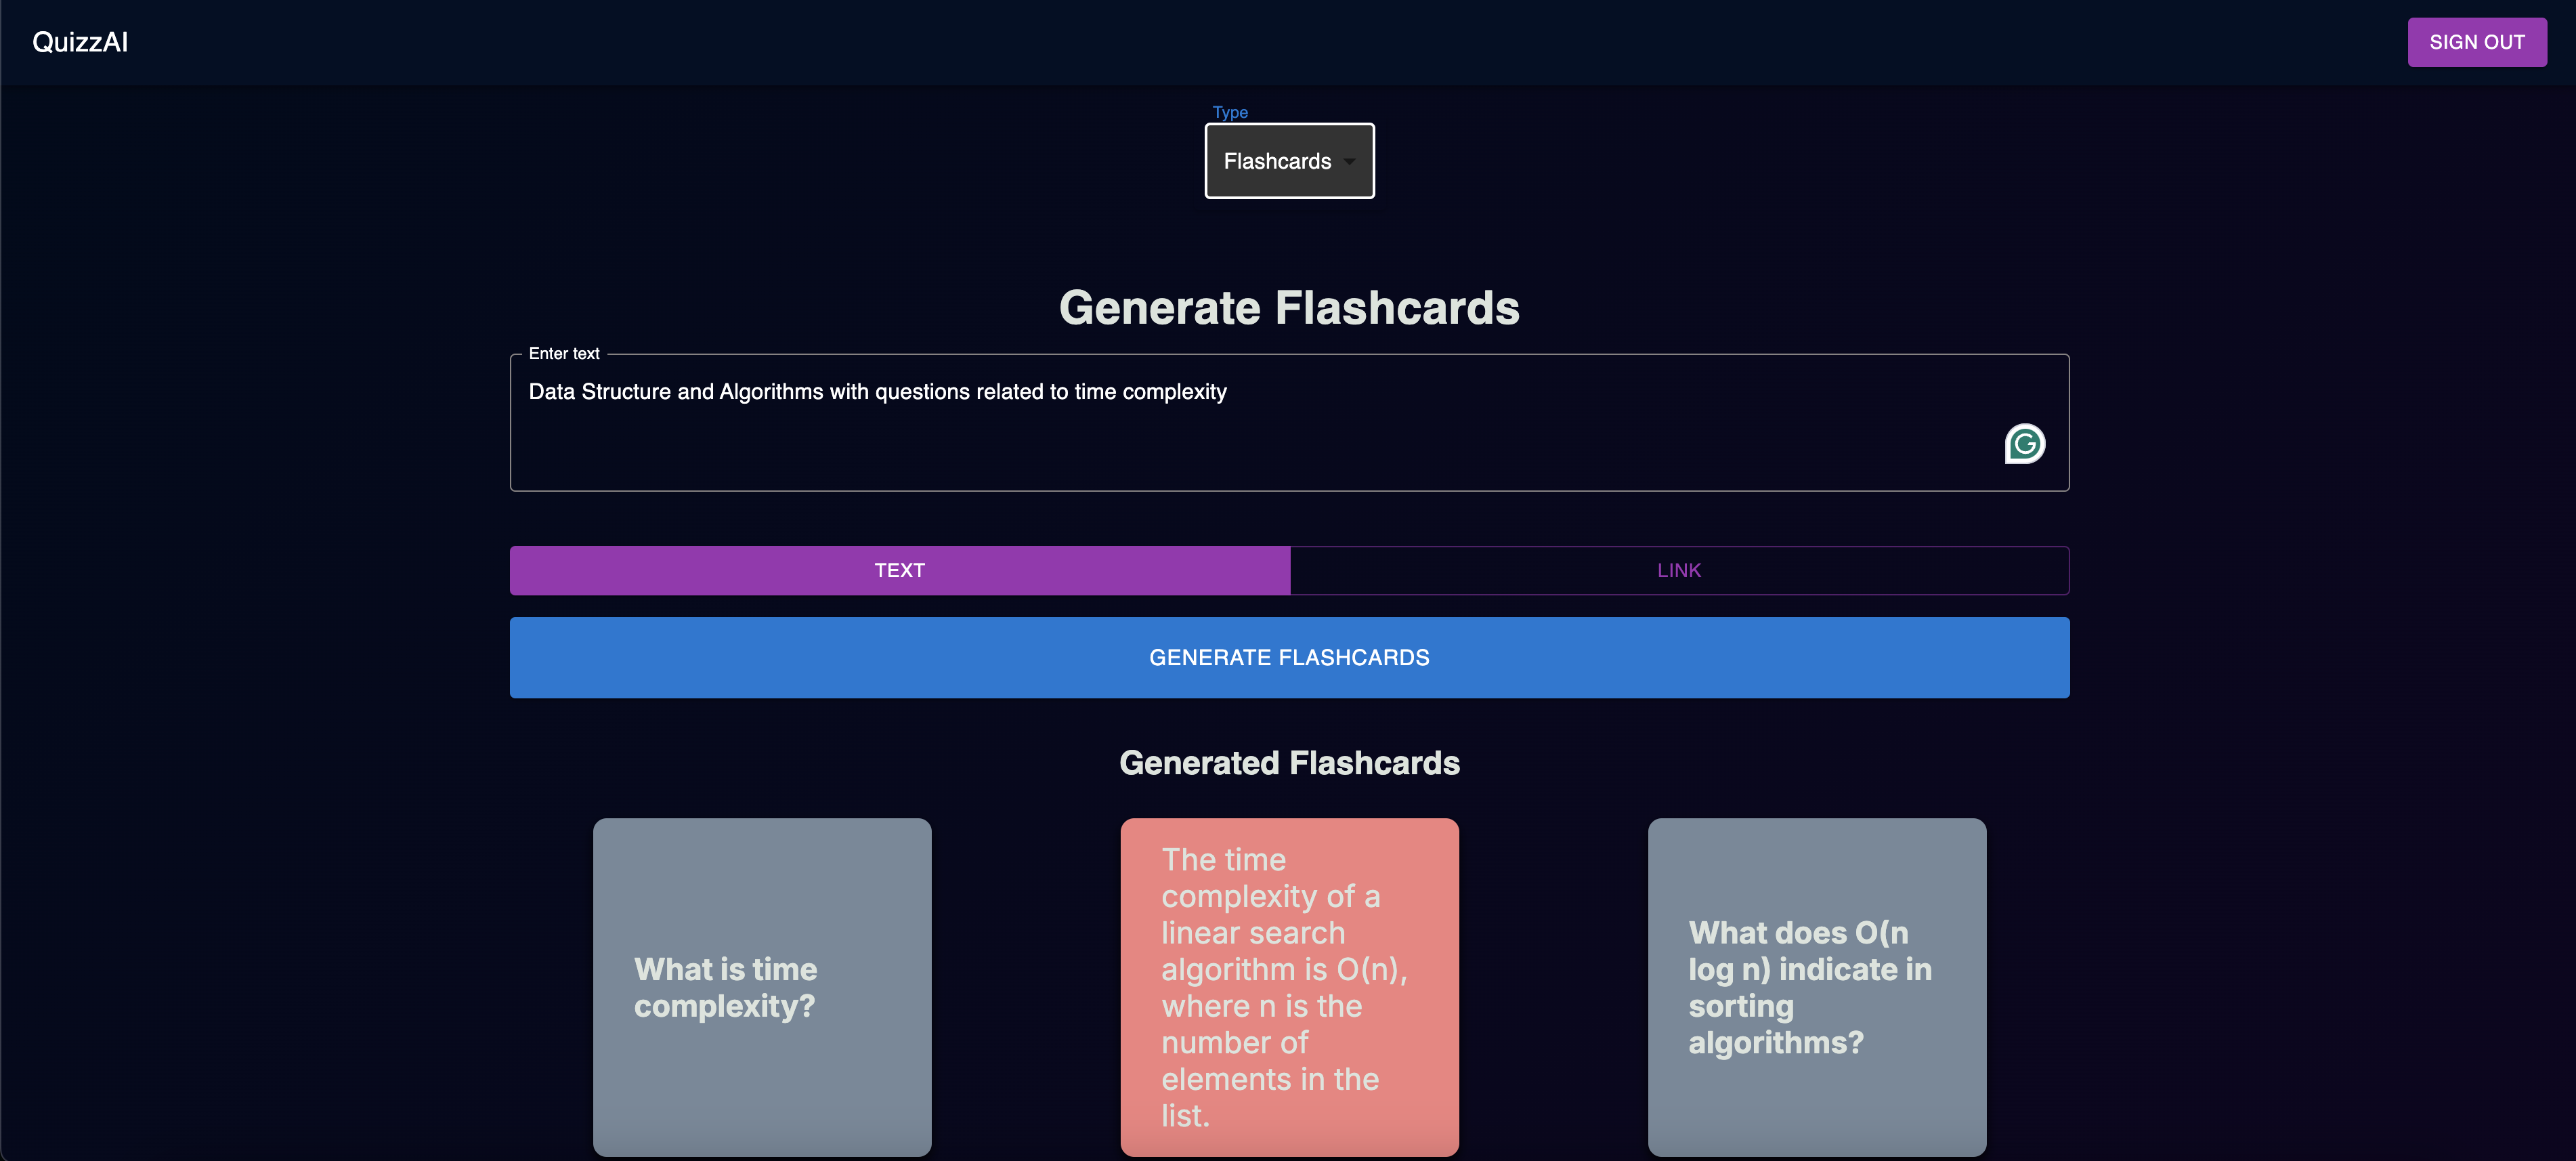 QuizzAI
SIGN OUT
Type
Flashcards
Generate Flashcards
Enter text
Data Structure and Algorithms with questions related to time complexity
G
TEXT
LINK
GENERATE FLASHCARDS
Generated Flashcards
What is time
complexity?
The time
complexity of a
linear search
algorithm is O(n),
where n is the
number of
elements in the
list.
What does O(n
log n) indicate in
sorting
algorithms?